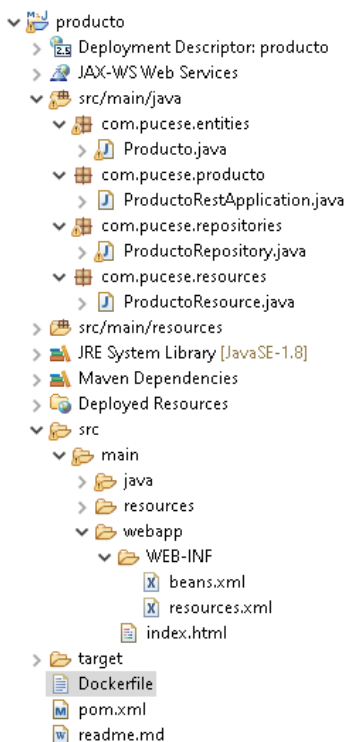 producto
Deployment Descriptor: producto
JAX-WS Web Services
src/main/java
com.pucese.entities
Producto.java
com.pucese.producto
ProductoRestApplication.java
com.pucese.repositories
ProductoRepository.java
com.pucese.resources
ProductoResource.java
src/main/resources
JRE System Library [JavaSE-1.8]
Maven Dependencies
Deployed Resources
src
main
java
resources
webapp
WEB-INF
beans.xml
resources.xml
index.html
target
Dockerfile
pom.xml
readme.md